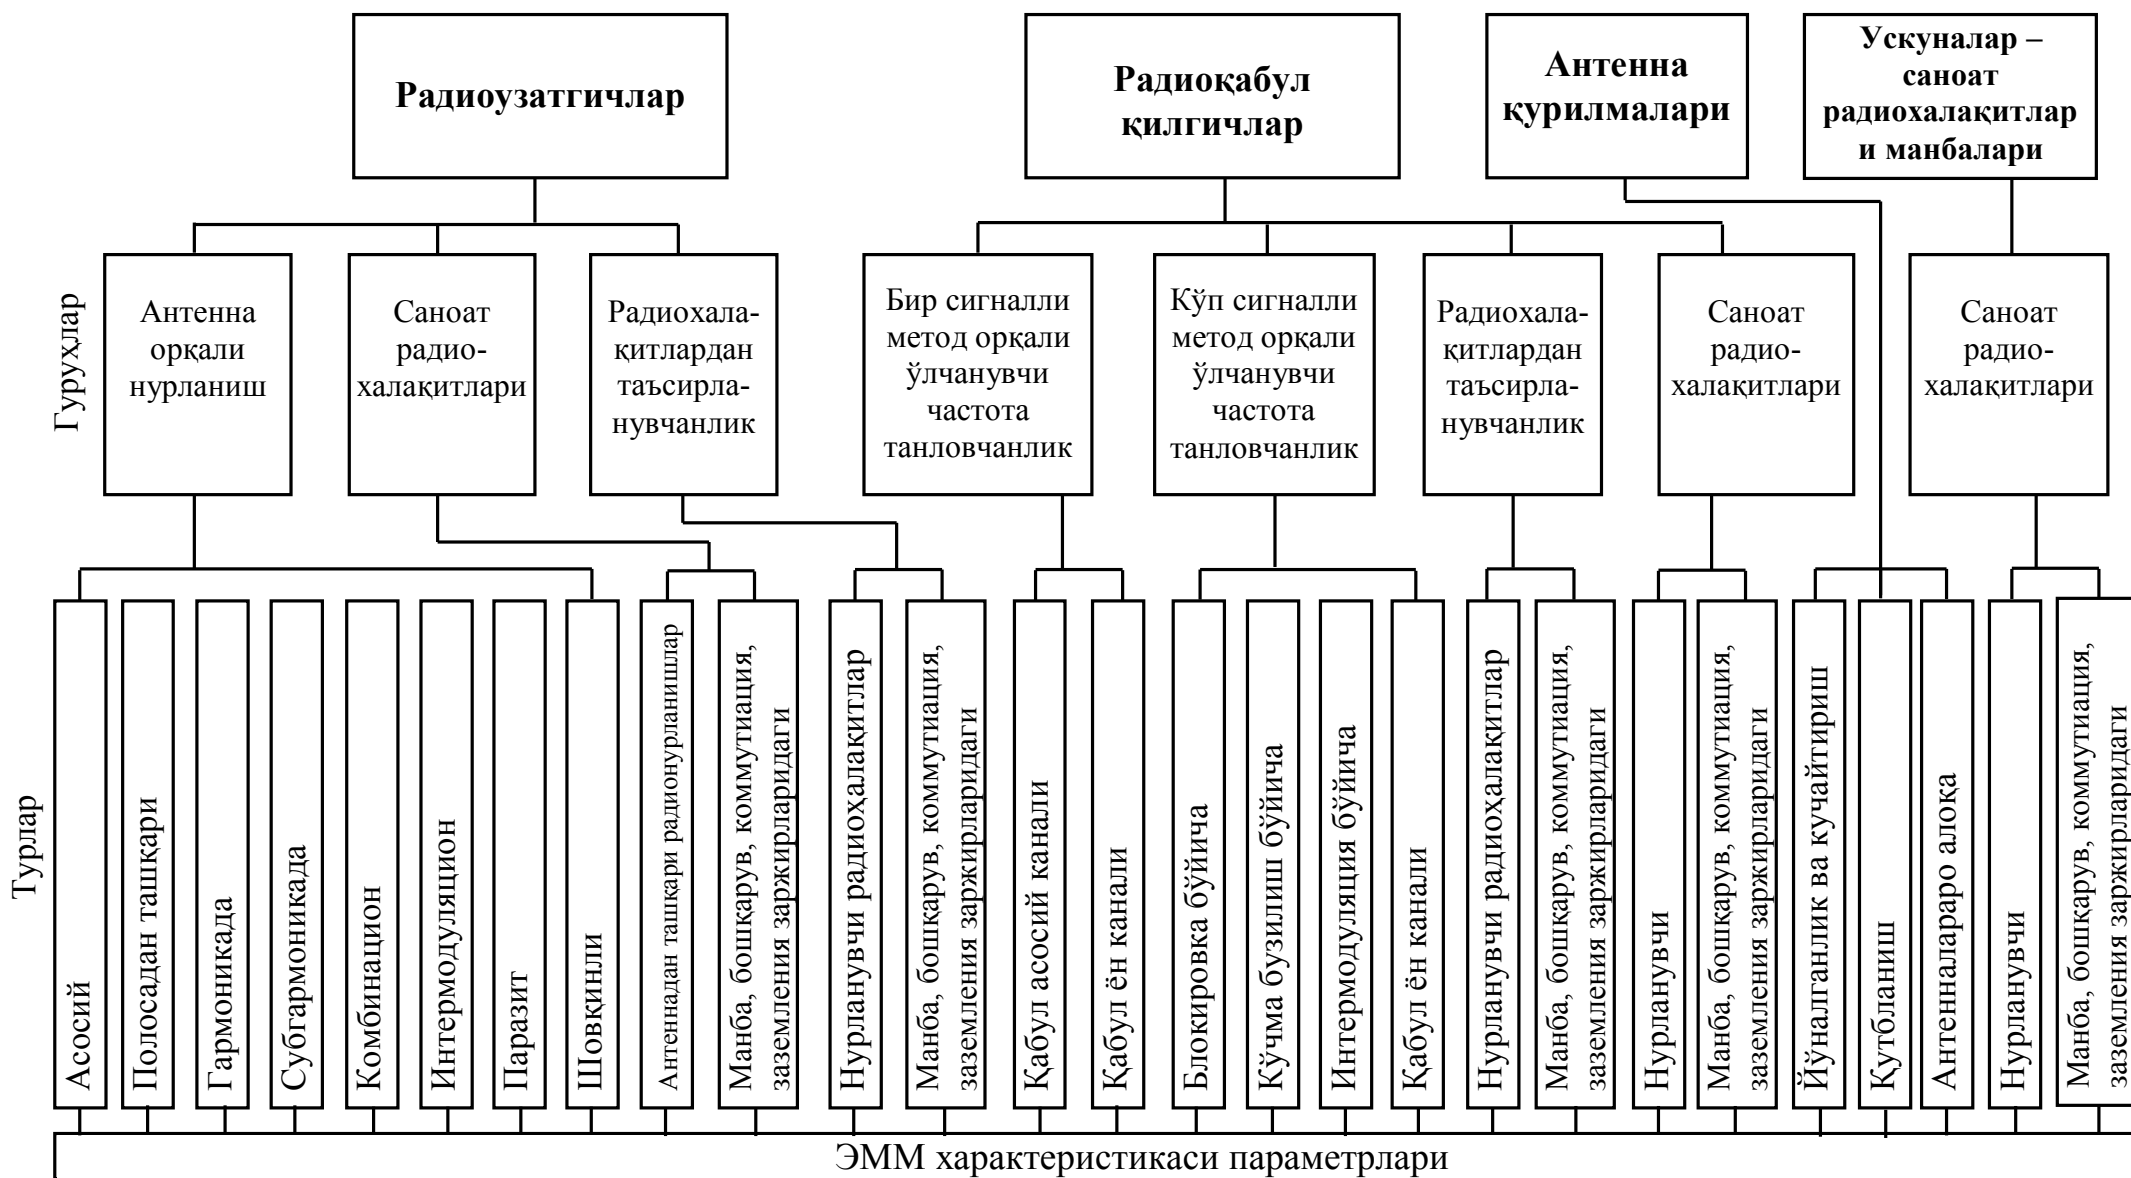 Радиоузатгичлар
Радиоқабул
қилгичлар
Антенна
қурилмалари
Ускуналар –
саноат
радиохалақитлар
и манбалари
Гуруҳлар
Антенна
орқали
нурланиш
Саноат
радио-
халақитлари
Радиохала-
қитлардан
таъсирла-
нувчанлик
Бир сигналли
метод орқали
ўлчанувчи
частота
танловчанлик
Кўп сигналли
метод орқали
ўлчанувчи
частота
танловчанлик
Радиохала-
қитлардан
таъсирла-
нувчанлик
Саноат
радио-
халақитлари
Саноат
радио-
халақитлари
Турлар
Асосий
Полосадан ташқари
Гармоникада
Субгармоникада
Комбинацион
Интермодуляцион
Паразит
Шовқинли
Антеннадан ташқари радионурланишлар
Манба, бошқарув, коммутиация,
заземления заржирларидаги
Нурланувчи радиоҳалақитлар
Манба, бошқарув, коммутиация,
заземления заржирларидаги
Қабул асосий канали
Қабул ён канали
Блокировка бўйича
Кўчма бузилиш бўйича
Интермодуляция бўйича
Қабул ён канали
Нурланувчи радиоҳалақитлар
Манба, бошқарув, коммутиация,
заземления заржирларидаги
Нурланувчи
Манба, бошқарув, коммутиация,
заземления заржирларидаги
Йўналганлик ва кучайтириш
Қутбланиш
Антенналараро алоқа
Нурланувчи
Манба, бошқарув, коммутиация,
заземления заржирларидаги
ЭММ характеристикаси параметрлари